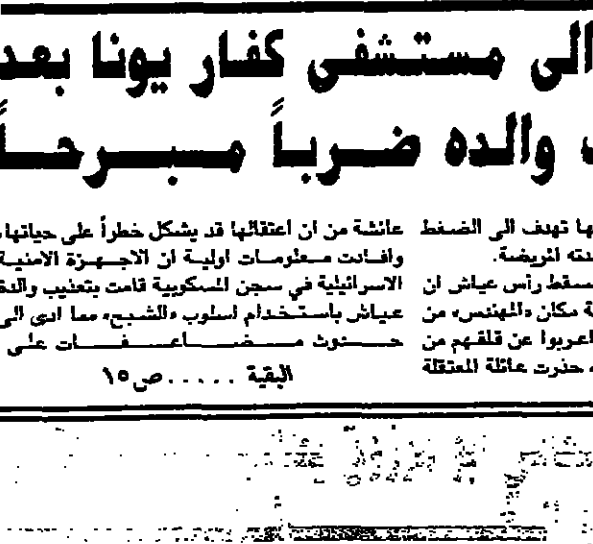 الى مستشفى كفار يونا بعد
والده ضرباً مبرحاً
ها تهدف الى الضغط
دته المريضة.
مسقط رأس عياش ان
ة مكان «المهندس» من
اعربوا عن قلقهم من
، حذرت عائلة المعتقلة
عائشة من ان اعتقالها قد يشكل خطراً على حياتها.
وافادت معلومات اولية ان الاجهزة الامنية
الاسرائيلية في سجن المسكوبية قامت بتعذيب والد
عياش باستخدام اسلوب «الشبح» مما ادى الى
حدوث مضاعفات على
البقية ..... ص ١٥